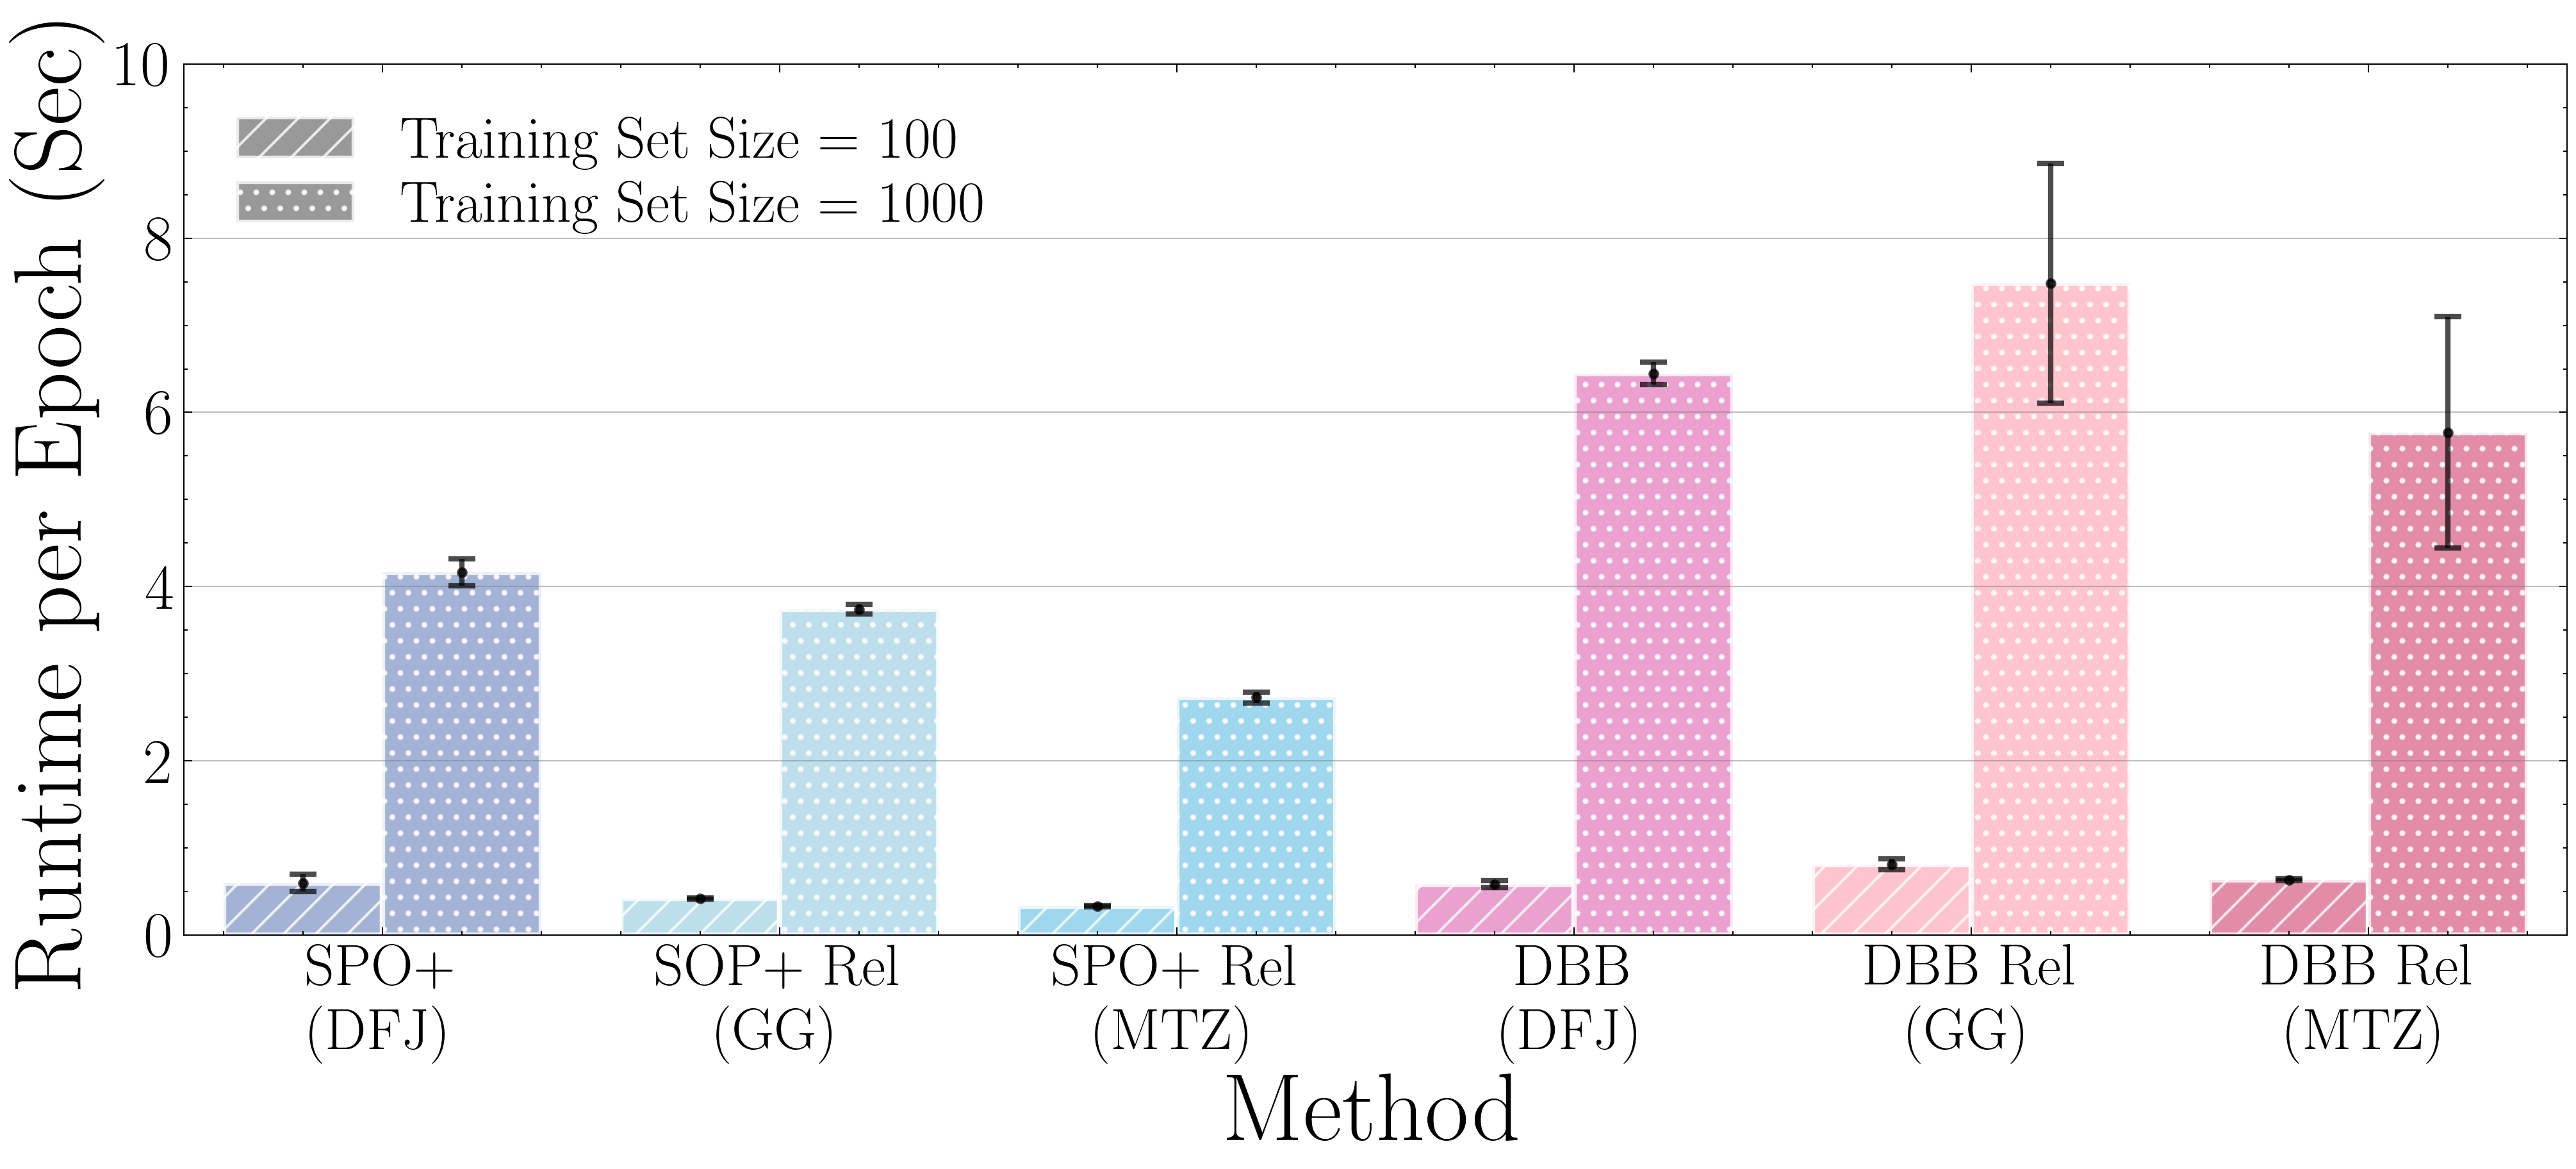 Runtime per Epoch (Sec)
10
8
6
4
2
0
Training Set Size = 100
Training Set Size = 1000
SPO+
(DFJ)
SOP+ Rel
(GG)
SPO+ Rel
(MTZ)
DBB
(DFJ)
DBB Rel
(GG)
DBB Rel
(MTZ)
Method